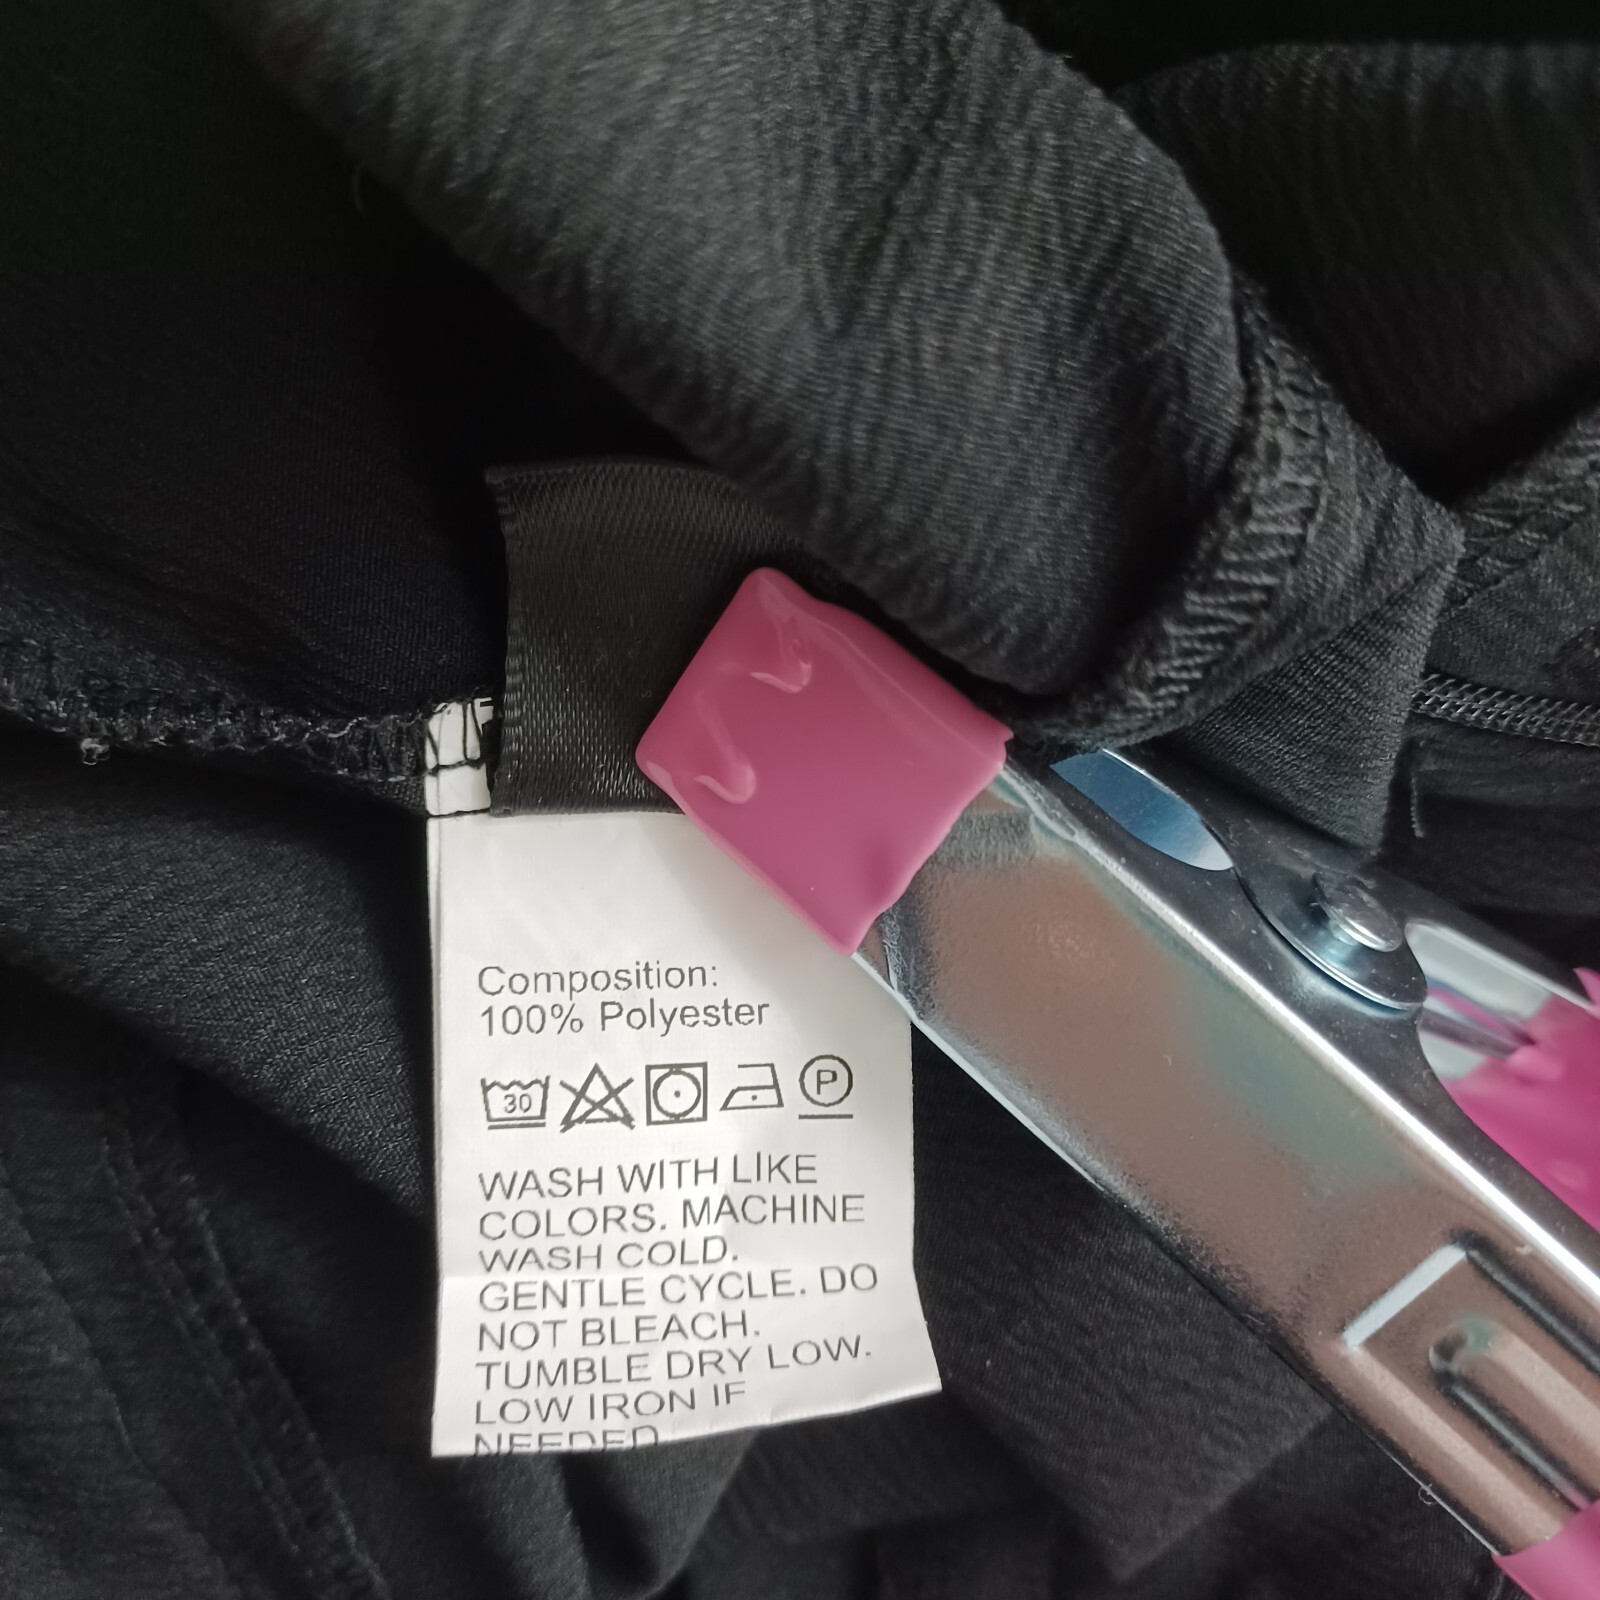 Composition:
100% Polyester
30 P
WASH WITH LIKE
COLORS. MACHINE
WASH COLD.
GENTLE CYCLE. DO
NOT BLEACH.
TUMBLE DRY LOW.
LOW IRON IF
NEEDED